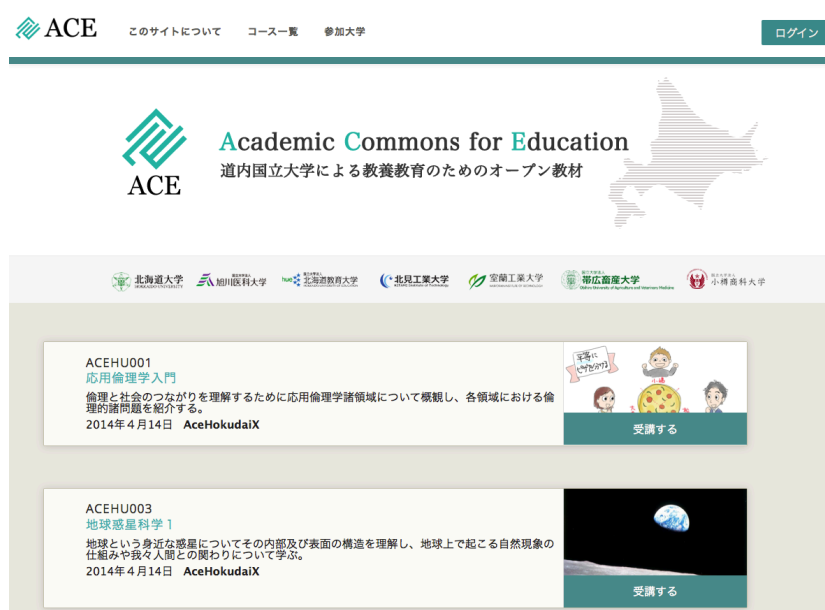 ACE
このサイトについて
コース一覧
参加大学
ログイン
ACE
Academic Commons for Education
道内国立大学による教養教育のためのオープン教材
北海道大学
HOKKAIDO UNIVERSITY
旭川医科大学
北海道教育大学
北見工業大学
室蘭工業大学
帯広畜産大学
小樽商科大学
ACEHU001
応用倫理学入門
倫理と社会のつながりを理解するために応用倫理学諸領域について概観し、各領域における倫
理的諸問題を紹介する。
2014年4月14日 AceHokudaiX
平等に
受講する
ACEHU003
地球惑星科学1
地球という身近な惑星についてその内部及び表面の構造を理解し、地球上で起こる自然現象の
仕組みや我々人間との関わりについて学ぶ。
2014年4月14日 AceHokudaiX
受講する